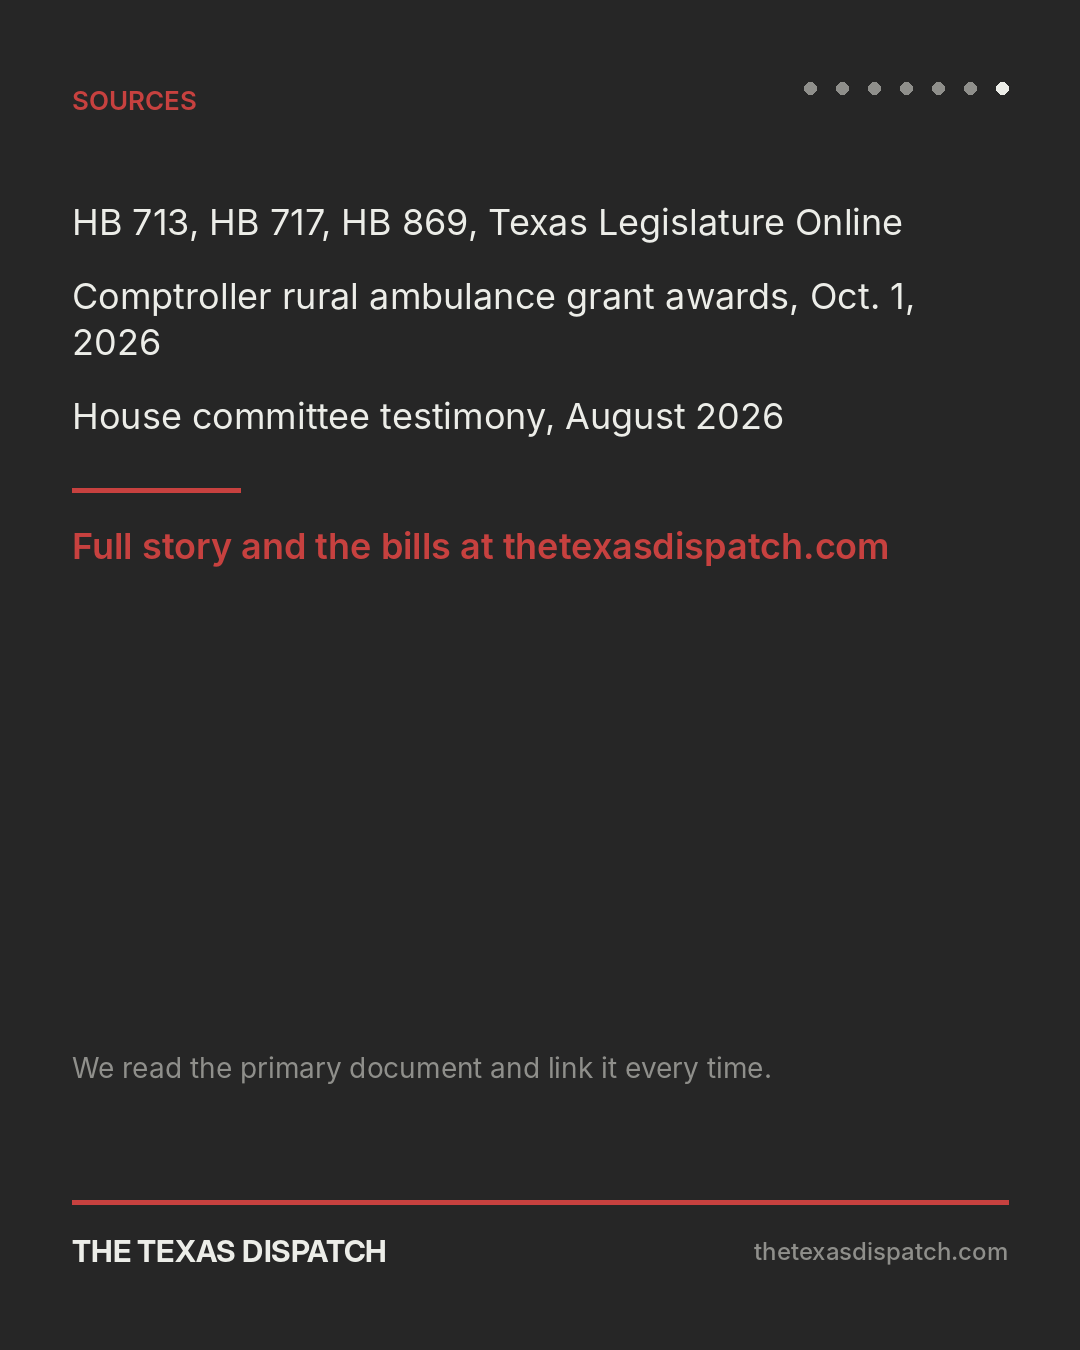 SOURCES
HB 713, HB 717, HB 869, Texas Legislature Online
Comptroller rural ambulance grant awards, Oct. 1,
2026
House committee testimony, August 2026
Full story and the bills at thetexasdispatch.com
We read the primary document and link it every time.
THE TEXAS DISPATCH
thetexasdispatch.com